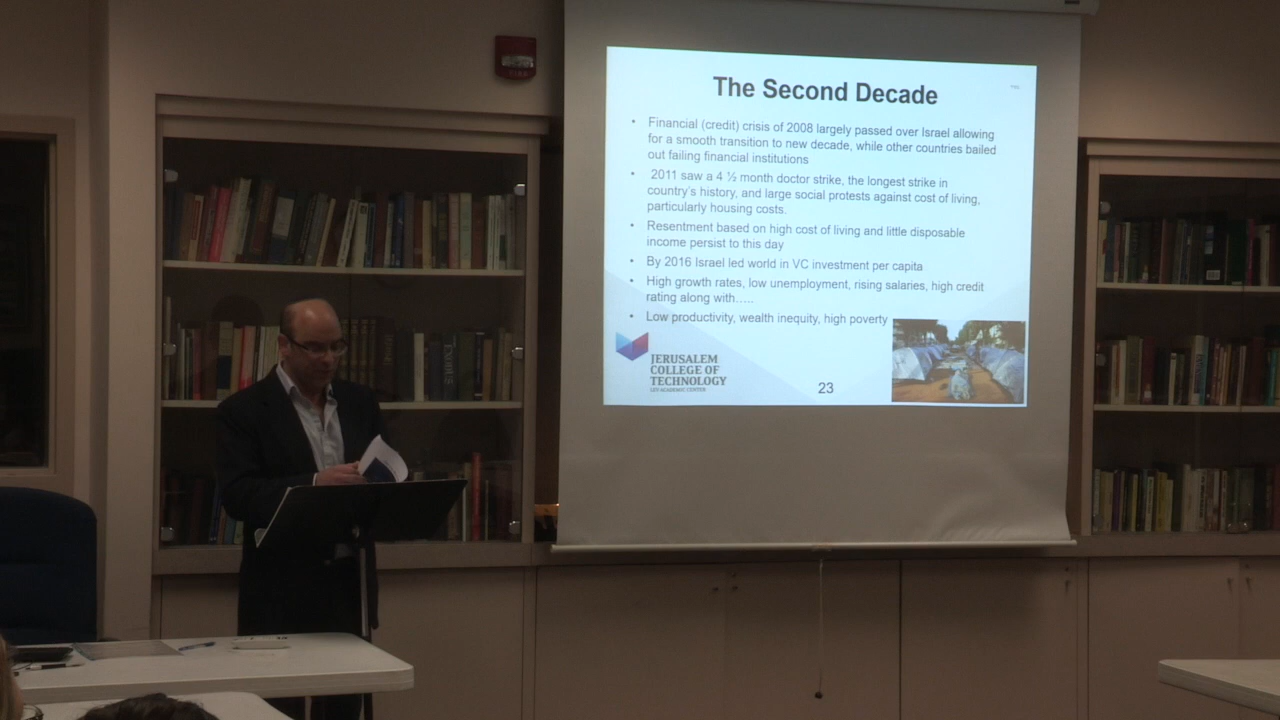 The Second Decade
• Financial (credit) crisis of 2008 largely passed over Israel allowing
for a smooth transition to new decade, while other countries bailed
out failing financial institutions
• 2011 saw a 4 ½ month doctor strike, the longest strike in
country's history, and large social protests against cost of living,
particularly housing costs.
• Resentment based on high cost of living and little disposable
income persist to this day
• By 2016 Israel led world in VC investment per capita
• High growth rates, low unemployment, rising salaries, high credit
rating along with…..
• Low productivity, wealth inequity, high poverty
JERUSALEM
COLLEGE OF
TECHNOLOGY
LEV ACADEMIC CENTER
23